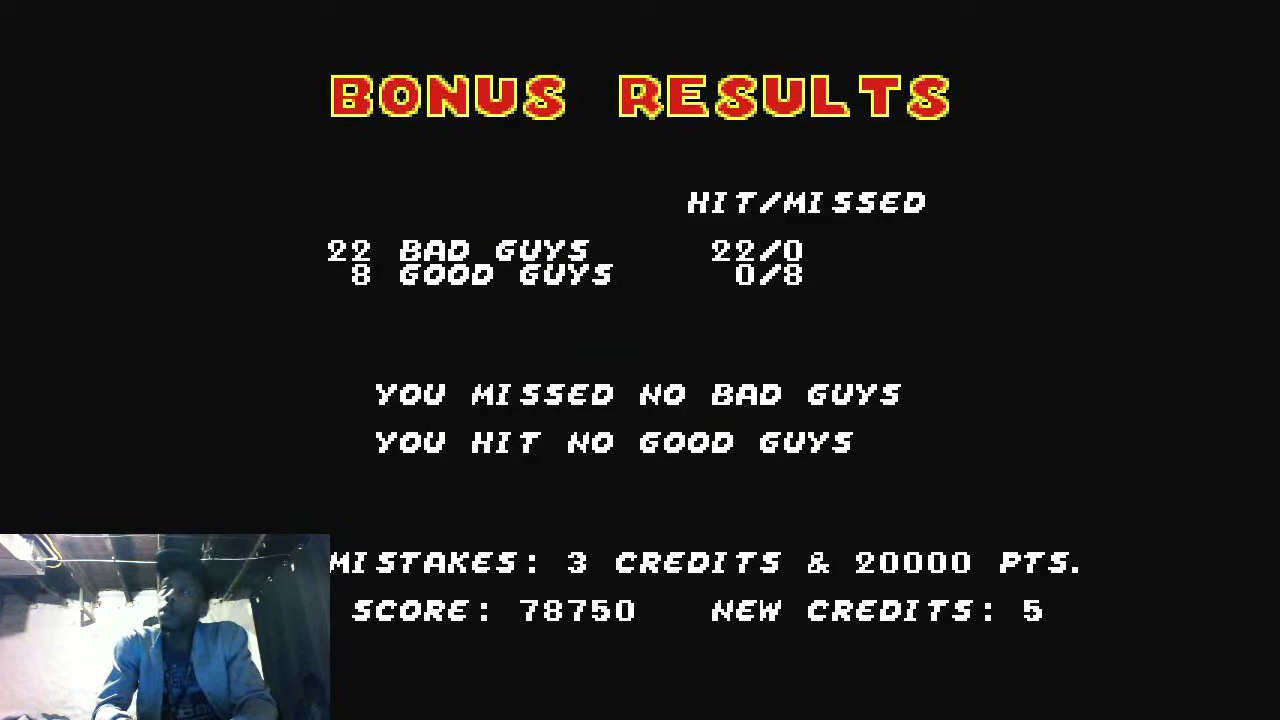 BONUS RESULTS
HIT/MISSED
22 BAD GUYS 22/0
8 GOOD GUYS 0/8
YOU MISSED NO BAD GUYS
YOU HIT NO GOOD GUYS
MISTAKES: 3 CREDITS & 20000 PTS.
SCORE: 78750 NEW CREDITS: 5